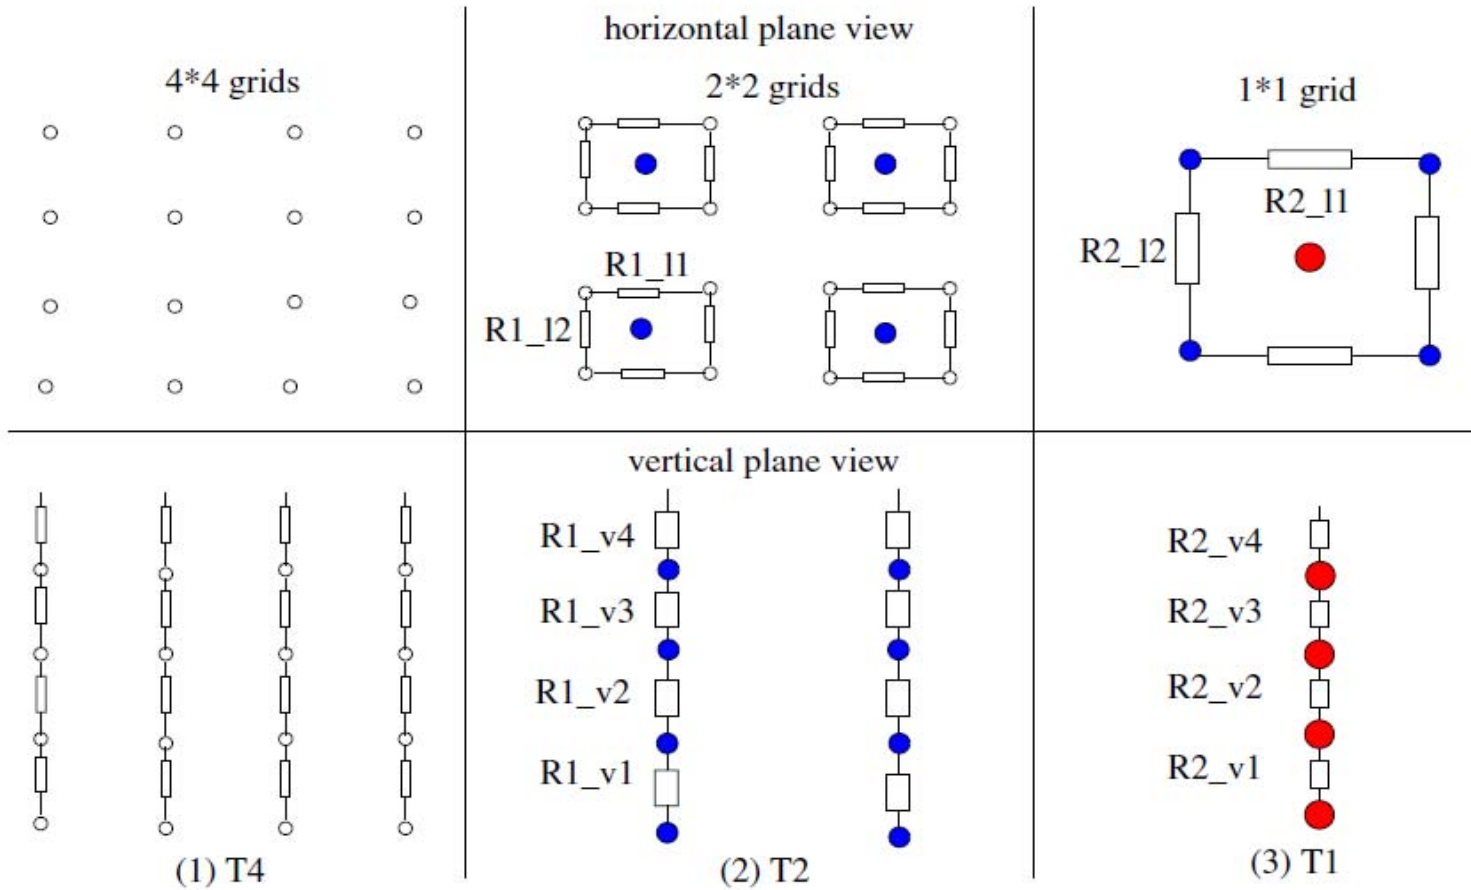 horizontal plane view
4*4 grids
2*2 grids
1*1 grid
R1_l1
R1_l2
R2_l1
R2_l2
vertical plane view
R1_v4
R1_v3
R1_v2
R1_v1
R2_v4
R2_v3
R2_v2
R2_v1
(1) T4
(2) T2
(3) T1